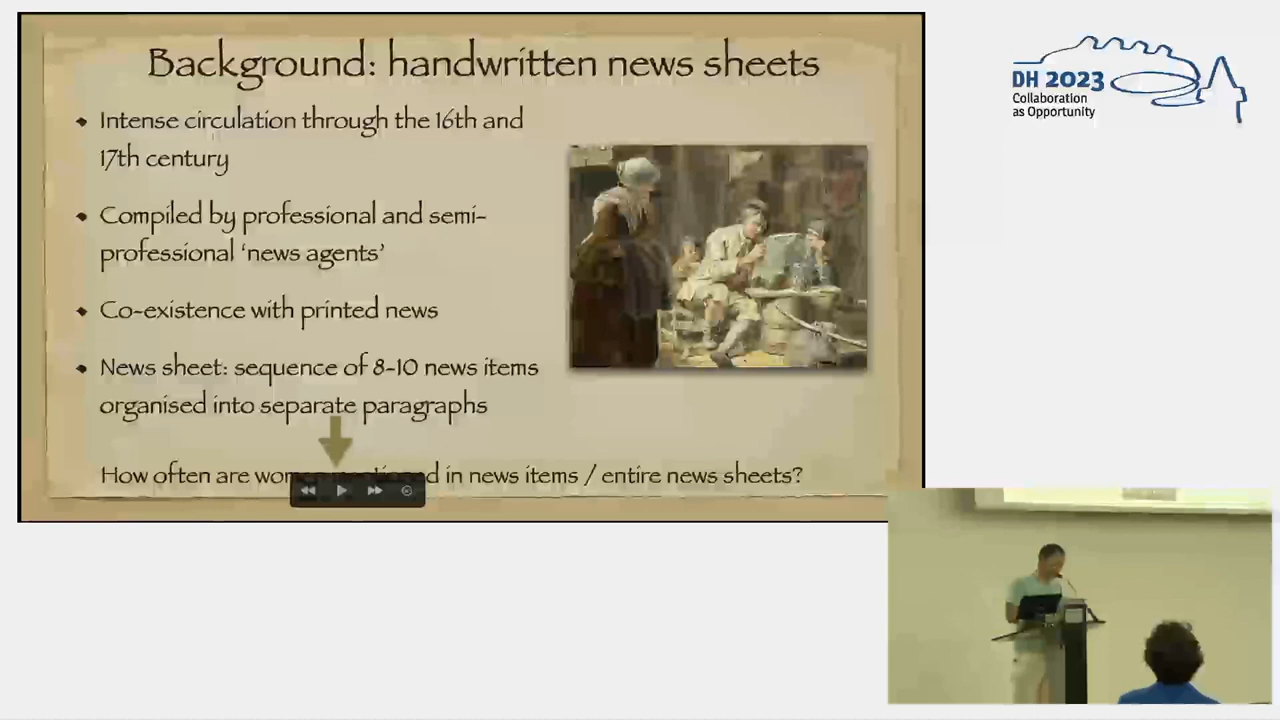 Background: handwritten news sheets
Intense circulation through the 16th and
17th century
Compiled by professional and semi-
professional ‘news agents’
Co-existence with printed news
News sheet: sequence of 8-10 news items
organised into separate paragraphs
How often are in news items / entire news sheets?
DH 2023
Collaboration
as Opportunity